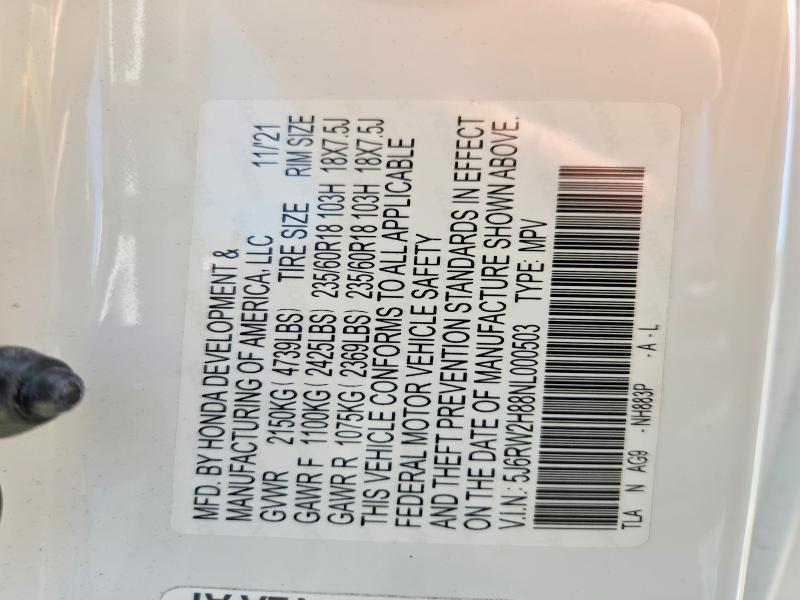 MFD. BY HONDA DEVELOPMENT &
MANUFACTURING OF AMERICA, LLC 11/'21
GVWR 2150KG ( 4739LBS) TIRE SIZE RIM SIZE
GAWR F 1100KG ( 2425LBS) 235/60R18 103H 18X7.5J
GAWR R 1075KG ( 2369LBS) 235/60R18 103H 18X7.5J
THIS VEHICLE CONFORMS TO ALL APPLICABLE
FEDERAL MOTOR VEHICLE SAFETY
AND THEFT PREVENTION STANDARDS IN EFFECT
ON THE DATE OF MANUFACTURE SHOWN ABOVE.
V.I.N.: 5J6RW2H88NL000503 TYPE: MPV
TLA N AG9 -NH883P -A-L